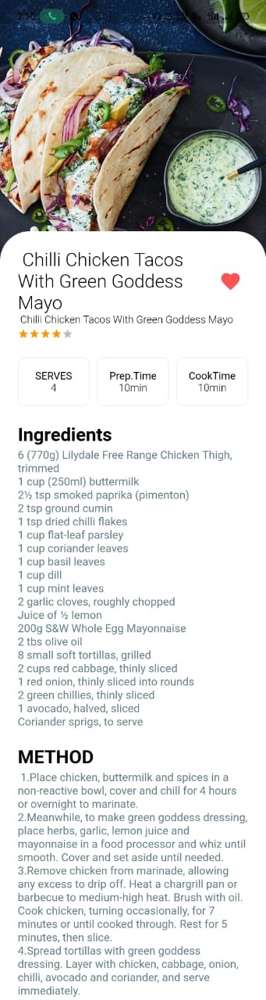 Chilli Chicken Tacos
With Green Goddess
Mayo
Chilli Chicken Tacos With Green Goddess Mayo
SERVES
4
Prep.Time
10min
CookTime
10min
Ingredients
6 (770g) Lilydale Free Range Chicken Thigh,
trimmed
1 cup (250ml) buttermilk
2½ tsp smoked paprika (pimenton)
2 tsp ground cumin
1 tsp dried chilli flakes
1 cup flat-leaf parsley
1 cup coriander leaves
1 cup basil leaves
1 cup dill
1 cup mint leaves
2 garlic cloves, roughly chopped
Juice of ½ lemon
200g S&W Whole Egg Mayonnaise
2 tbs olive oil
8 small soft tortillas, grilled
2 cups red cabbage, thinly sliced
1 red onion, thinly sliced into rounds
2 green chillies, thinly sliced
1 avocado, halved, sliced
Coriander sprigs, to serve
METHOD
1.Place chicken, buttermilk and spices in a
non-reactive bowl, cover and chill for 4 hours
or overnight to marinate.
2.Meanwhile, to make green goddess dressing,
place herbs, garlic, lemon juice and
mayonnaise in a food processor and whiz until
smooth. Cover and set aside until needed.
3.Remove chicken from marinade, allowing
any excess to drip off. Heat a chargrill pan or
barbecue to medium-high heat. Brush with oil.
Cook chicken, turning occasionally, for 7
minutes or until cooked through. Rest for 5
minutes, then slice.
4.Spread tortillas with green goddess
dressing. Layer with chicken, cabbage, onion,
chilli, avocado and coriander, and serve
immediately.